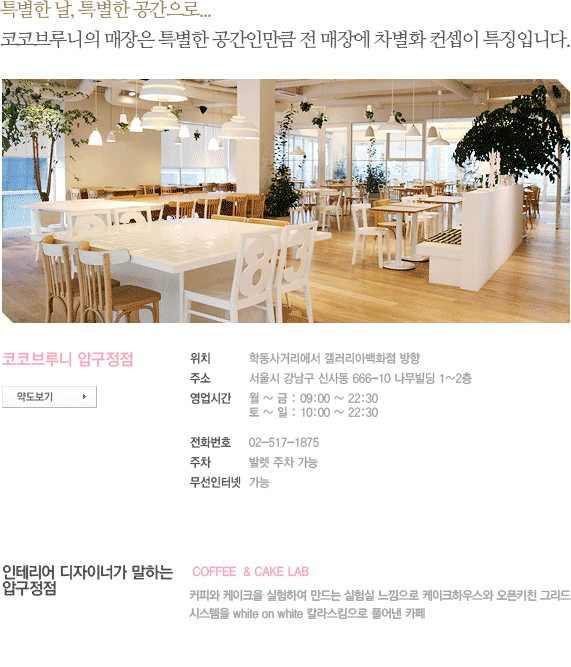 특별한 날, 특별한 공간으로...
코코브루니의 매장은 특별한 공간인만큼 전 매장에 차별화 컨셉이 특징입니다.
83
코코브루니 압구정점
약도보기
위치 학동사거리에서 갤러리아백화점 방향
주소 서울시 강남구 신사동 666-10 나무빌딩 1~2층
영업시간 월 ~ 금 : 09:00 ~ 22:30
토 ~ 일 : 10:00 ~ 22:30
전화번호 02-517-1875
주차 발렛 주차 가능
무선인터넷 가능
인테리어 디자이너가 말하는
압구정점
COFFEE & CAKE LAB
커피와 케이크을 실험하여 만드는 실험실 느낌으로 케이크하우스와 오픈키친 그리드
시스템을 white on white 칼라스킴으로 풀어낸 카페